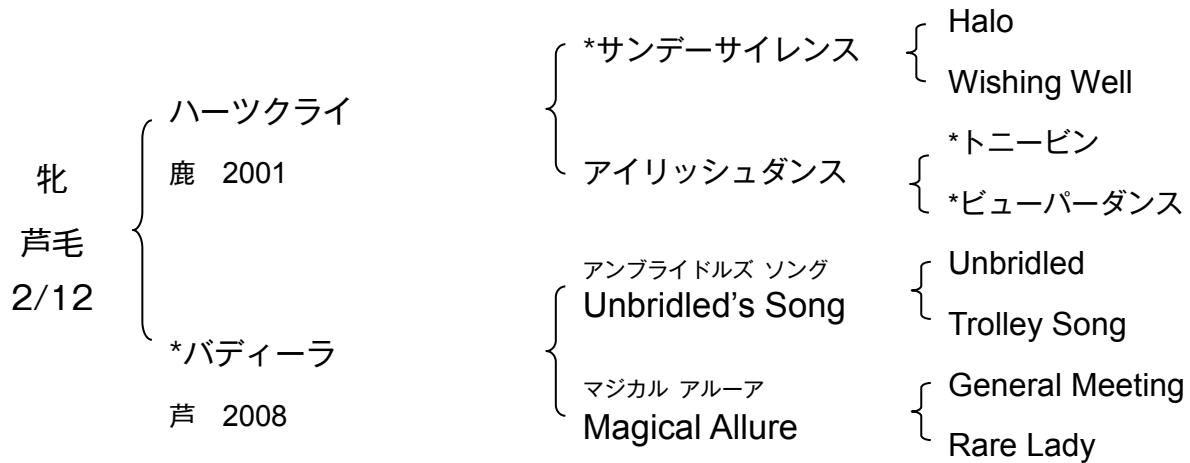 牝
芦毛
2/12
ハーツクライ
鹿 2001
*バディーラ
芦 2008
*サンデーサイレンス
アイリッシュダンス
アンブライドルズ ソング
Unbridled's Song
マジカル アルーア
Magical Allure
Halo
Wishing Well
*トニービン
*ビューパーダンス
Unbridled
Trolley Song
General Meeting
Rare Lady